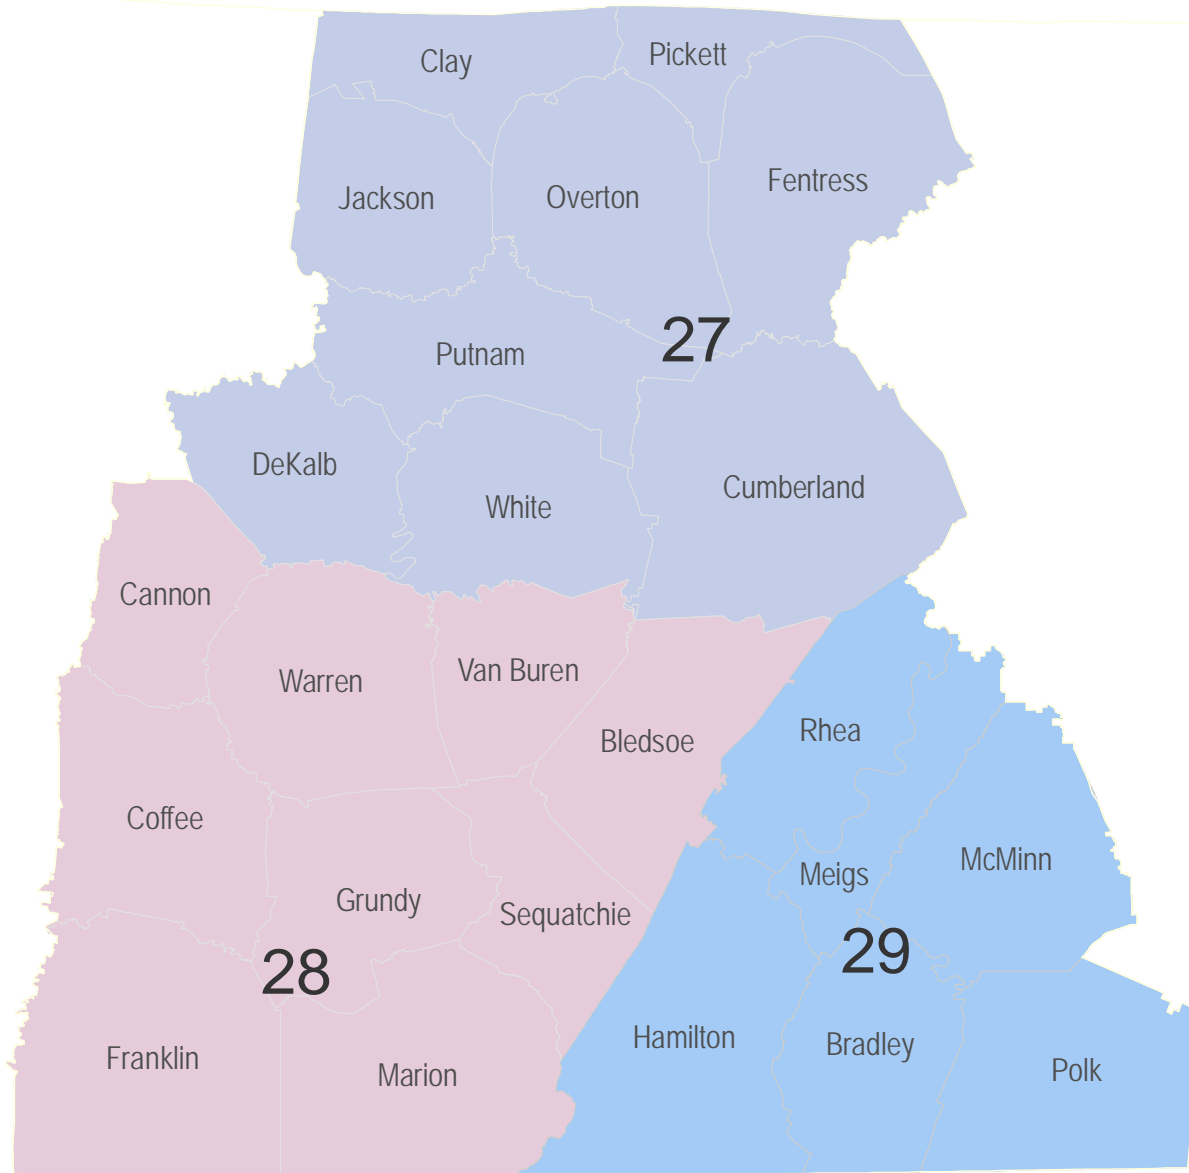 Clay
Pickett
Jackson
Overton
Fentress
Putnam
27
DeKalb
White
Cumberland
Cannon
Warren
Van Buren
Bledsoe
Rhea
Coffee
Grundy
Sequatchie
Meigs
McMinn
28
29
Franklin
Marion
Hamilton
Bradley
Polk